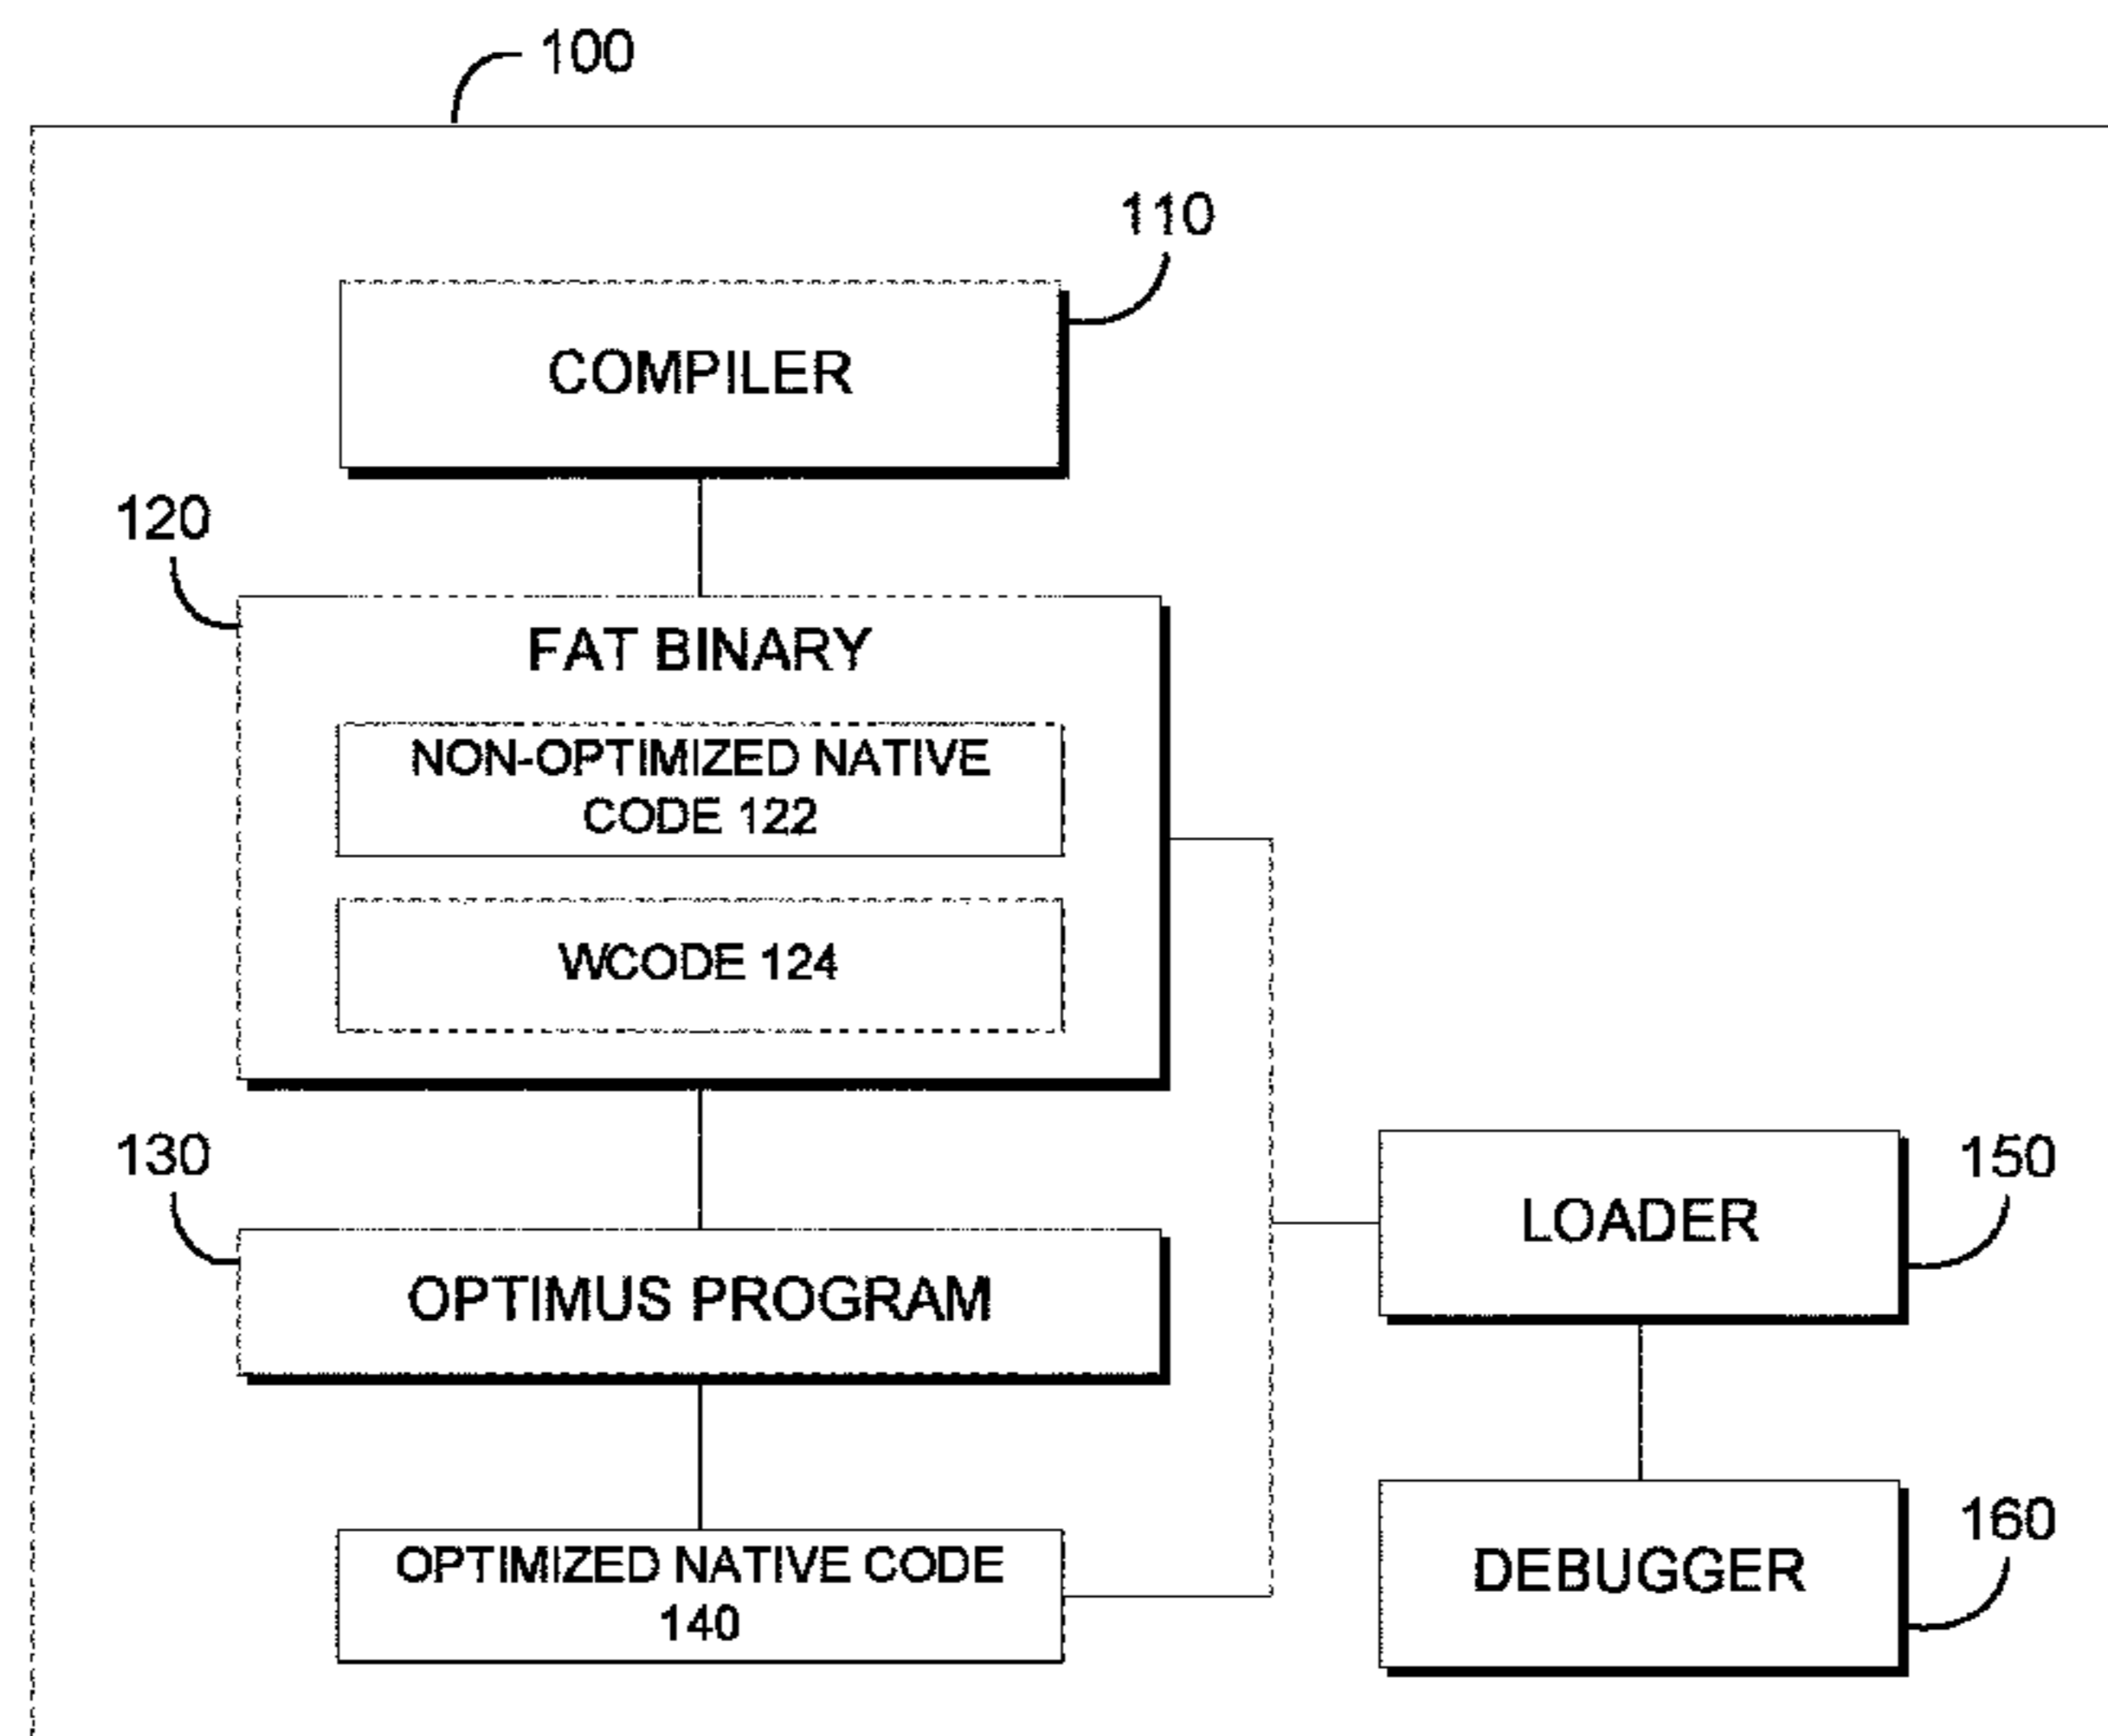 100
110
COMPILER
120
FAT BINARY
NON-OPTIMIZED NATIVE
CODE 122
WCODE 124
130
OPTIMUS PROGRAM
150
LOADER
OPTIMIZED NATIVE CODE
140
160
DEBUGGER